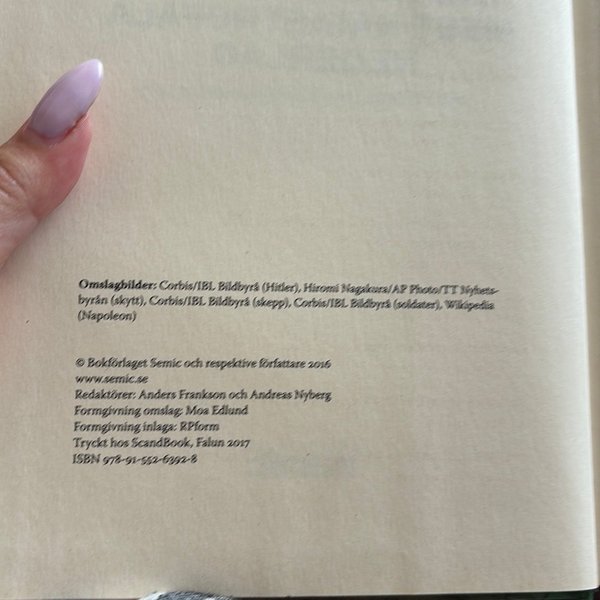 Omslagbilder: Corbis/IBL Bildbyrå (Hitler), Hiromi Nagakura/AP Photo/TT Nyhets-
byrån (skytt), Corbis/IBL Bildbyrå (skepp), Corbis/IBL Bildbyrå (soldater), Wikipedia
(Napoleon)
© Bokförlaget Semic och respektive författare 2016
www.semic.se
Redaktörer: Anders Frankson och Andreas Nyberg
Formgivning omslag: Moa Edlund
Formgivning inlaga: RPform
Tryckt hos ScandBook, Falun 2017
ISBN 978-91-552-6392-8